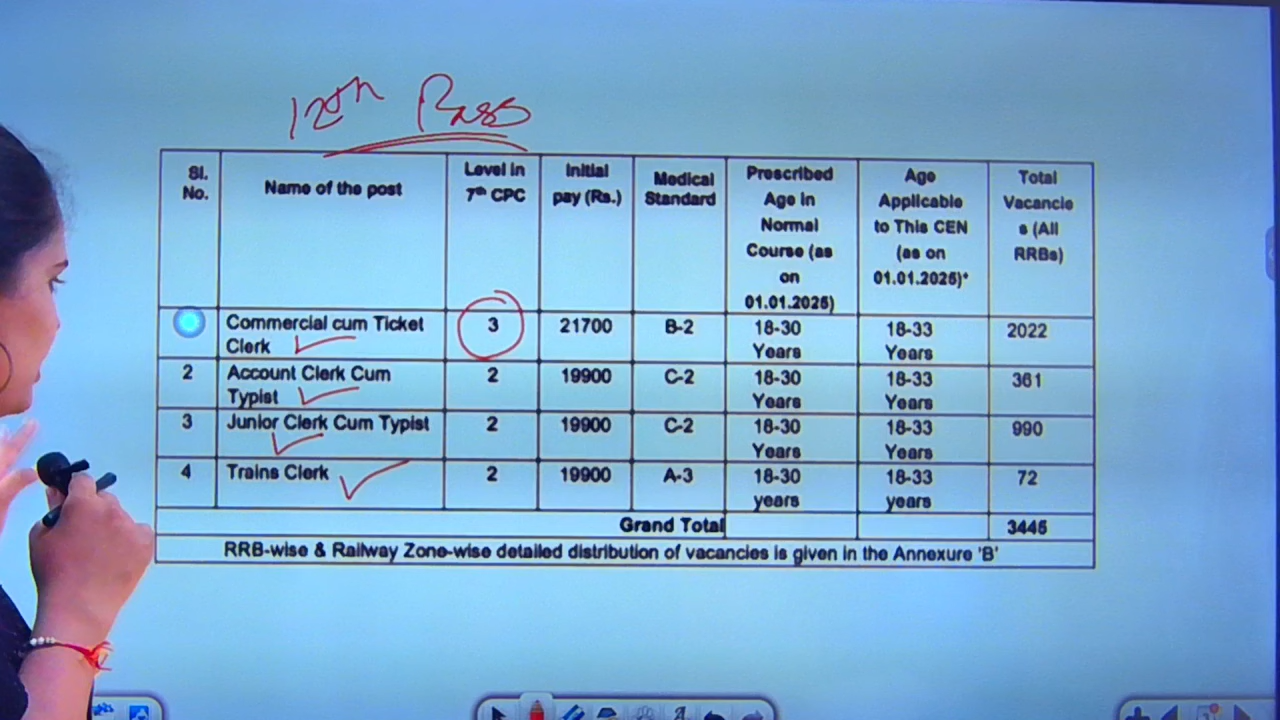 12th Pass
Sl. No. Name of the post Level in 7th CPC Initial pay (Rs.) Medical Standard Prescribed Age in Normal Course (as on 01.01.2025) Age Applicable to This CEN (as on 01.01.2025)* Total Vacancies (All RRBs)
Commercial cum Ticket Clerk 3 21700 B-2 18-30 Years 18-33 Years 2022
2 Account Clerk Cum Typist 2 19900 C-2 18-30 Years 18-33 Years 361
3 Junior Clerk Cum Typist 2 19900 C-2 18-30 Years 18-33 Years 990
4 Trains Clerk 2 19900 A-3 18-30 years 18-33 years 72
Grand Total 3445
RRB-wise & Railway Zone-wise detailed distribution of vacancies is given in the Annexure 'B'